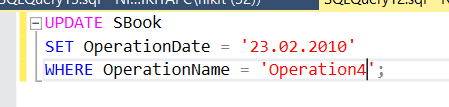 UPDATE SBook
SET OperationDate = '23.02.2010'
WHERE OperationName = 'Operation4';